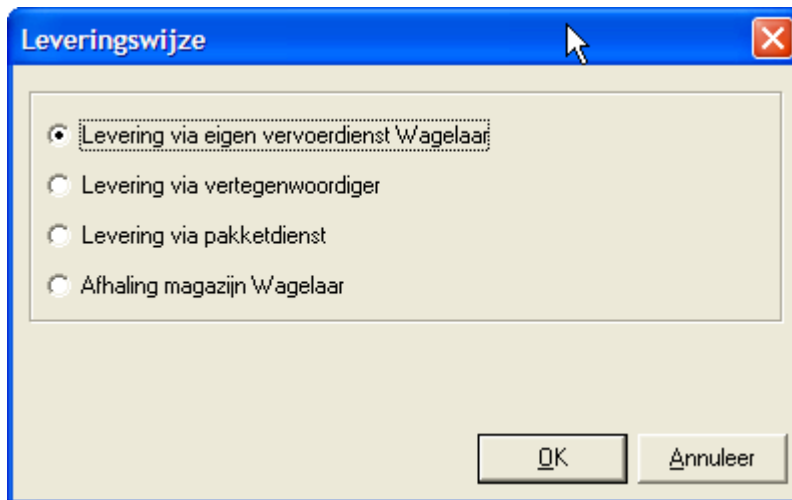 Leveringswijze
Levering via eigen vervoerdienst Wagelaar
Levering via vertegenwoordiger
Levering via pakketdienst
Afhaling magazijn Wagelaar
OK
Annuleer